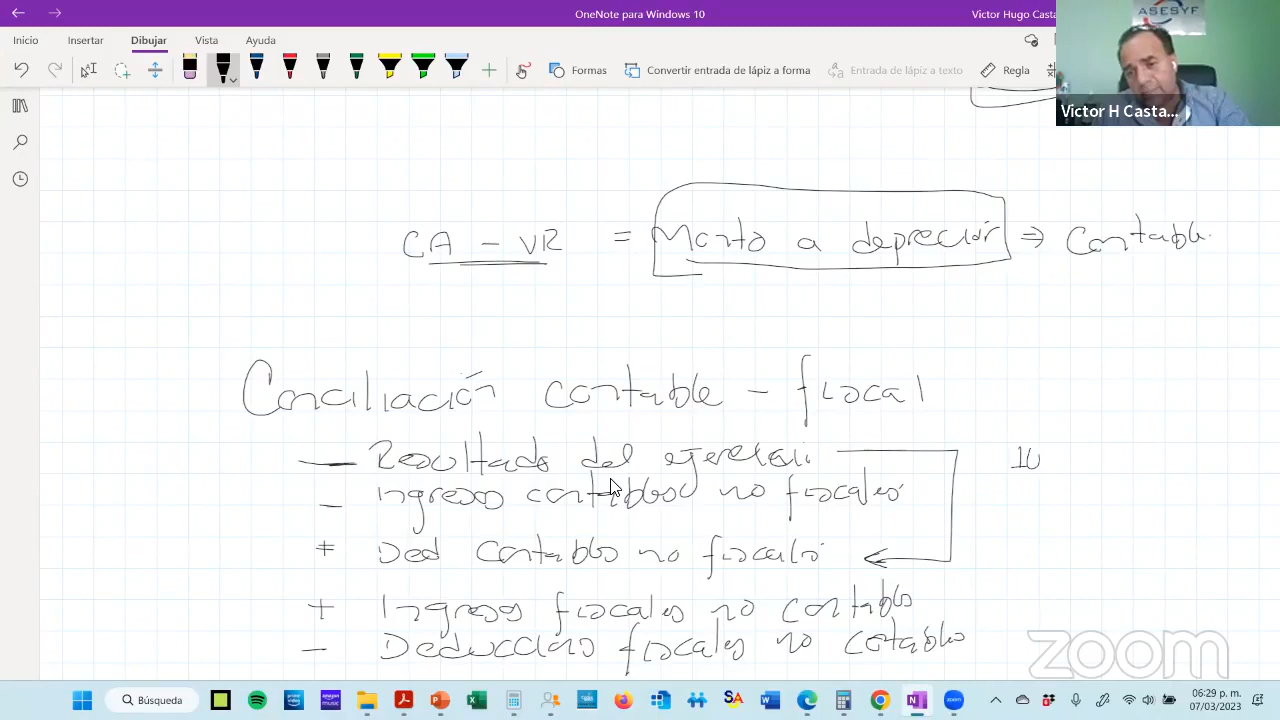 OneNote para Windows 10
Victor Hugo Casta
Inicio Insertar Dibujar Vista Ayuda
Formas Convertir entrada de lápiz a forma Entrada de lápiz a texto Regla
ASESYF
Victor H Casta...
CA - VR = Monto a depreciar ⇒ Contable.
Conciliación contable - fiscal
— Resultado del ejercicio 10
- Ingresos contables no fiscales
+ Ded Contables no fiscales
+ Ingresos fiscales no contables
- Deducciones fiscales no contables
zoom
Búsqueda
06:29 p. m.
07/03/2023